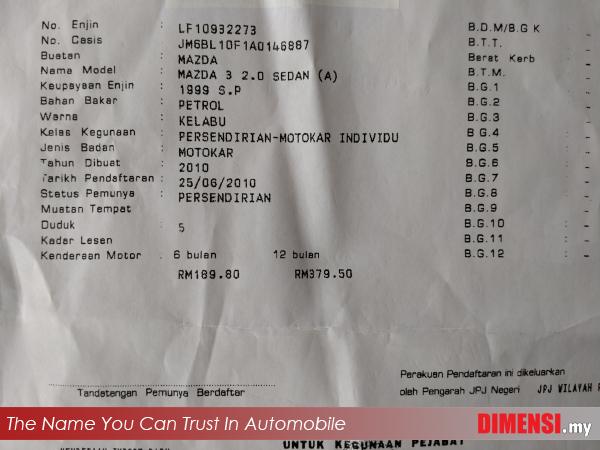 No. Enjin : LF10932273 B.D.M/B.G K
No. Casis : JM6BL10F1A0146887 B.T.T. -
Buatan : MAZDA Berat Kerb -
Nama Model : MAZDA 3 2.0 SEDAN (A) B.T.M. -
Keupayaan Enjin : 1999 S.P B.G.1 -
Bahan Bakar : PETROL B.G.2 -
Warna : KELABU B.G.3 -
Kelas Kegunaan : PERSENDIRIAN-MOTOKAR INDIVIDU B.G.4 : -
Jenis Badan : MOTOKAR B.G.5 : -
Tahun Dibuat : 2010 B.G.6 : -
Tarikh Pendaftaran : 25/06/2010 B.G.7 : -
Status Pemunya : PERSENDIRIAN B.G.8 : -
Muatan Tempat B.G.9 -
Duduk : 5 B.G.10 : -
Kadar Lesen B.G.11 : -
Kenderaan Motor : 6 bulan 12 bulan B.G.12 : -
RM189.80 RM379.50
Perakuan Pendaftaran ini dikeluarkan
oleh Pengarah JPJ Negeri JPJ WILAYAH
Tandatangan Pemunya Berdaftar
The Name You Can Trust In Automobile DIMENSI.my
UNTUK KEGUNAAN PEJABAT